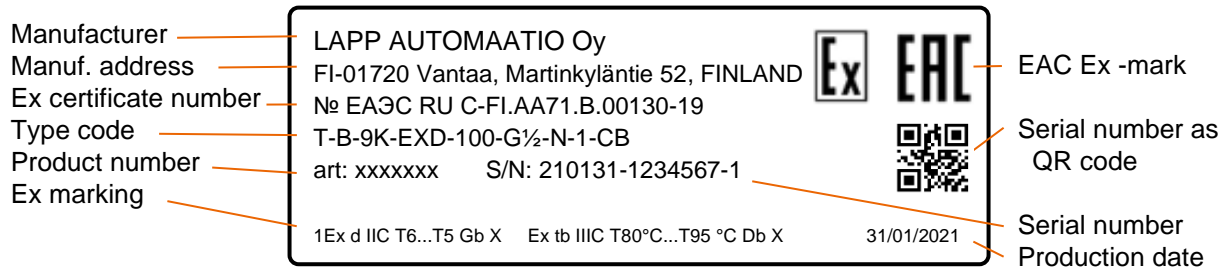 Manufacturer
Manuf. address
Ex certificate number
Type code
Product number
Ex marking
LAPP AUTOMAATIO Oy
FI-01720 Vantaa, Martinkyläntie 52, FINLAND
№ ЕАЭС RU C-FI.AA71.B.00130-19
T-B-9K-EXD-100-G½-N-1-CB
art: xxxxxxx S/N: 210131-1234567-1
1Ex d IIC T6...T5 Gb X Ex tb IIIC T80°C...T95 °C Db X 31/01/2021
Ex EAC
EAC Ex -mark
Serial number as
QR code
Serial number
Production date